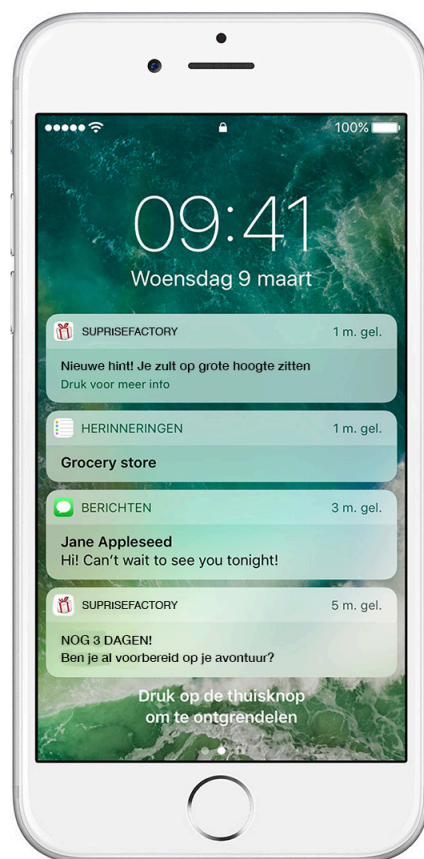 100%
09:41
Woensdag 9 maart
SUPRISEFACTORY 1 m. gel.
Nieuwe hint! Je zult op grote hoogte zitten
Druk voor meer info
HERINNERINGEN 1 m. gel.
Grocery store
BERICHTEN 3 m. gel.
Jane Appleseed
Hi! Can't wait to see you tonight!
SUPRISEFACTORY 5 m. gel.
NOG 3 DAGEN!
Ben je al voorbereid op je avontuur?
Druk op de thuisknop
om te ontgrendelen